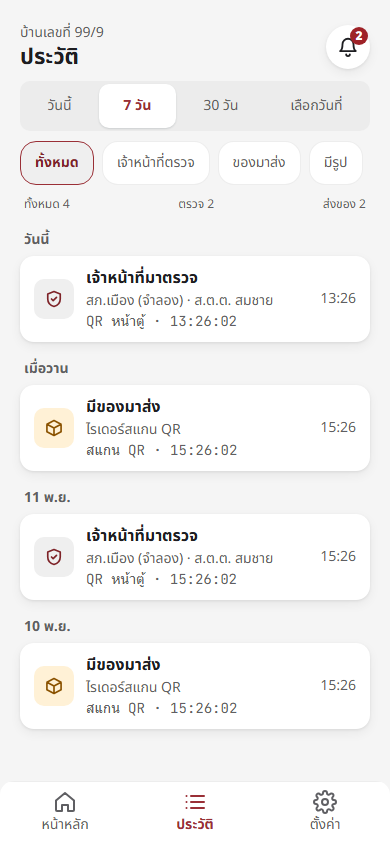 บ้านเลขที่ 99/9
ประวัติ
2
วันนี้
7 วัน
30 วัน
เลือกวันที่
ทั้งหมด
เจ้าหน้าที่ตรวจ
ของมาส่ง
มีรูป
ทั้งหมด 4
ตรวจ 2
ส่งของ 2
วันนี้
เจ้าหน้าที่มาตรวจ
สภ.เมือง (จำลอง) · ส.ต.ต. สมชาย
QR หน้าตู้ · 13:26:02
13:26
เมื่อวาน
มีของมาส่ง
ไรเดอร์สแกน QR
สแกน QR · 15:26:02
15:26
11 พ.ย.
เจ้าหน้าที่มาตรวจ
สภ.เมือง (จำลอง) · ส.ต.ต. สมชาย
QR หน้าตู้ · 15:26:02
15:26
10 พ.ย.
มีของมาส่ง
ไรเดอร์สแกน QR
สแกน QR · 15:26:02
15:26
หน้าหลัก
ประวัติ
ตั้งค่า